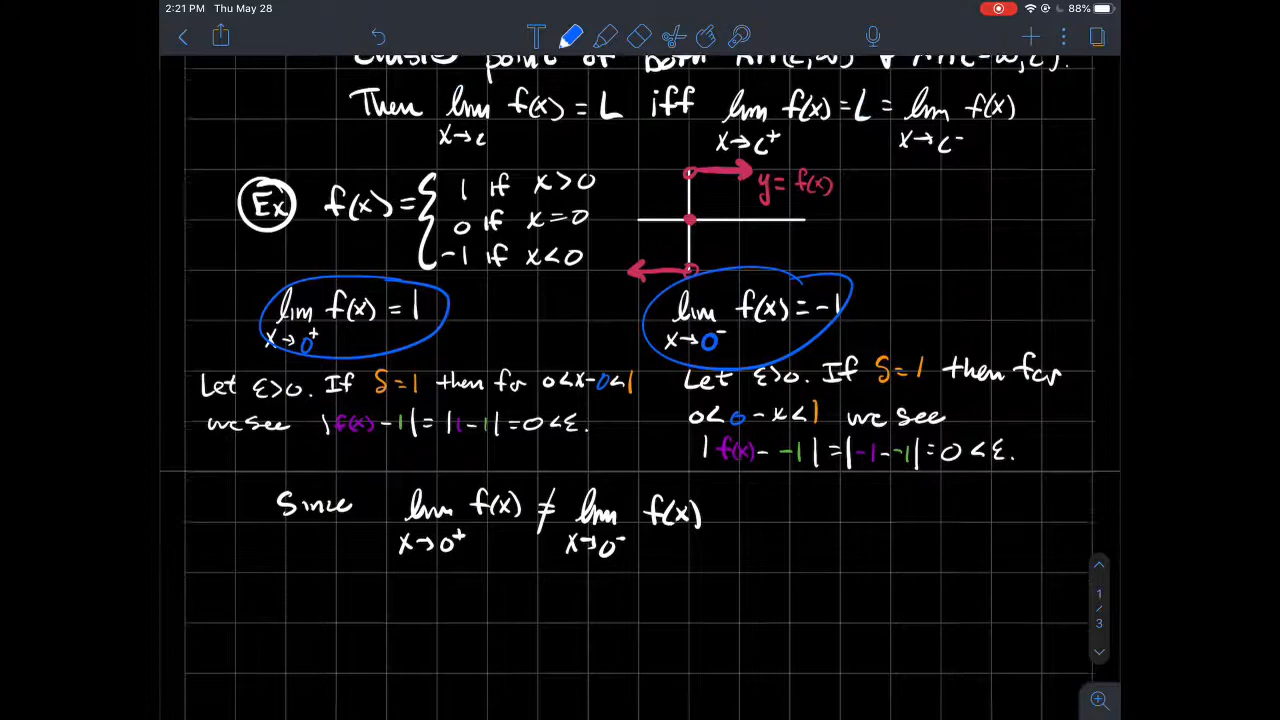 2:21 PM Thu May 28 88%
point of both
Then lim x→c f(x) = L iff lim x→c⁺ f(x) = L = lim x→c⁻ f(x)
Ex f(x) = { 1 if x>0
0 if x=0
-1 if x<0
y = f(x)
lim x→0⁺ f(x) = 1
lim x→0⁻ f(x) = -1
Let ε>0. If δ=1 then for 0<x-0<1
we see |f(x)-1| = |1-1| = 0 < ε.
Let ε>0. If δ=1 then for
0<0-x<1 we see
|f(x)--1| = |-1--1| = 0 < ε.
Since lim x→0⁺ f(x) ≠ lim x→0⁻ f(x)
1
/
3